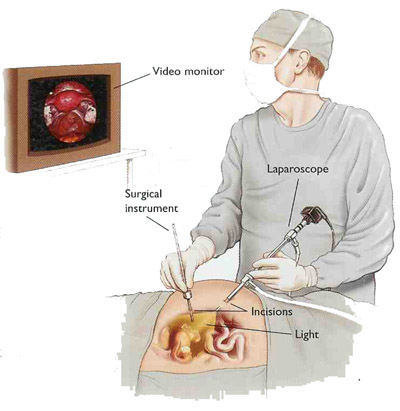 Video monitor
Laparoscope
Surgical
instrument
Incisions
Light